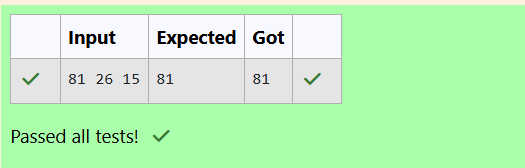 Input Expected Got
81 26 15 81 81
Passed all tests!